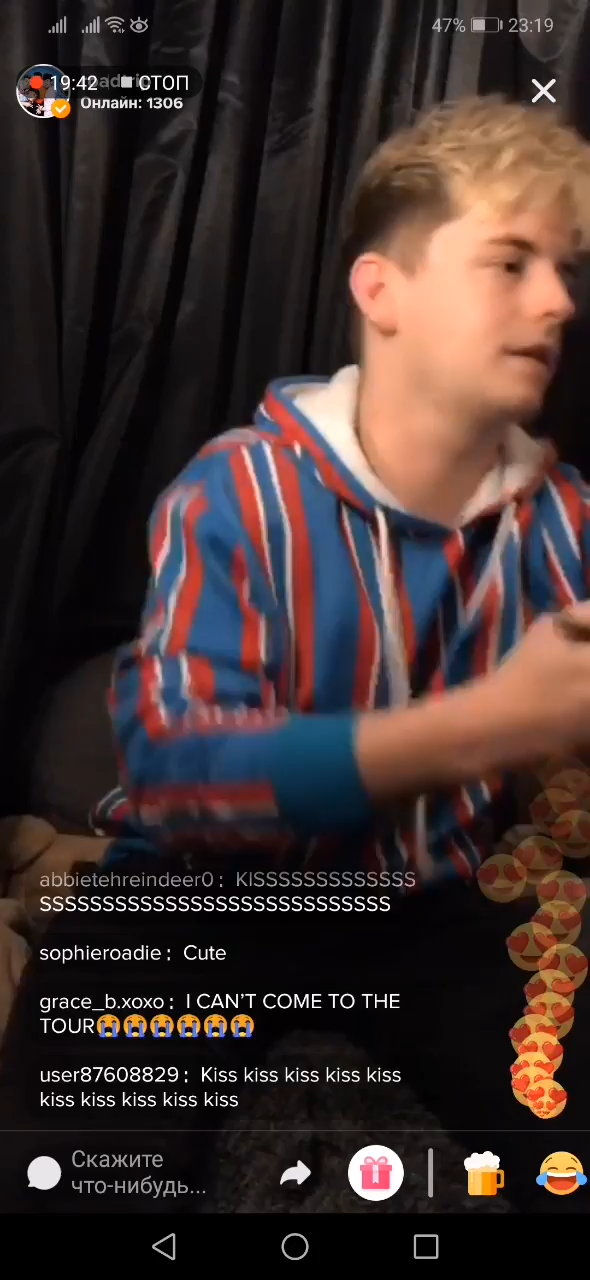 47% 23:19
19:42 СТОП
Онлайн: 1306
abbietehreindeer0 : KISSSSSSSSSSSSS
SSSSSSSSSSSSSSSSSSSSSSSSSSSS
sophieroadie : Cute
grace_b.xoxo : I CAN'T COME TO THE
TOUR😭😭😭😭😭😭
user87608829 : Kiss kiss kiss kiss kiss
kiss kiss kiss kiss kiss
Скажите
что-нибудь...